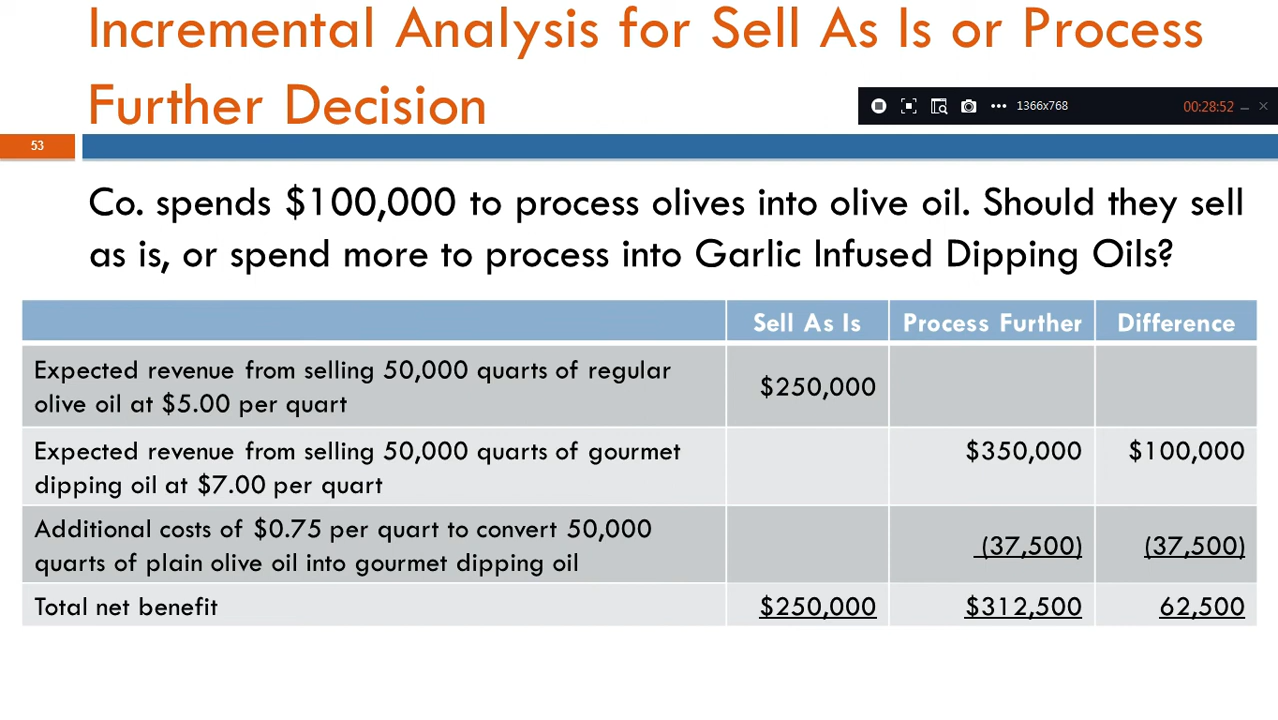 Incremental Analysis for Sell As Is or Process
Further Decision
1366x768
00:28:52
53
Co. spends $100,000 to process olives into olive oil. Should they sell
as is, or spend more to process into Garlic Infused Dipping Oils?
Sell As Is Process Further Difference
Expected revenue from selling 50,000 quarts of regular
olive oil at $5.00 per quart
$250,000
Expected revenue from selling 50,000 quarts of gourmet
dipping oil at $7.00 per quart
$350,000 $100,000
Additional costs of $0.75 per quart to convert 50,000
quarts of plain olive oil into gourmet dipping oil
(37,500) (37,500)
Total net benefit $250,000 $312,500 62,500